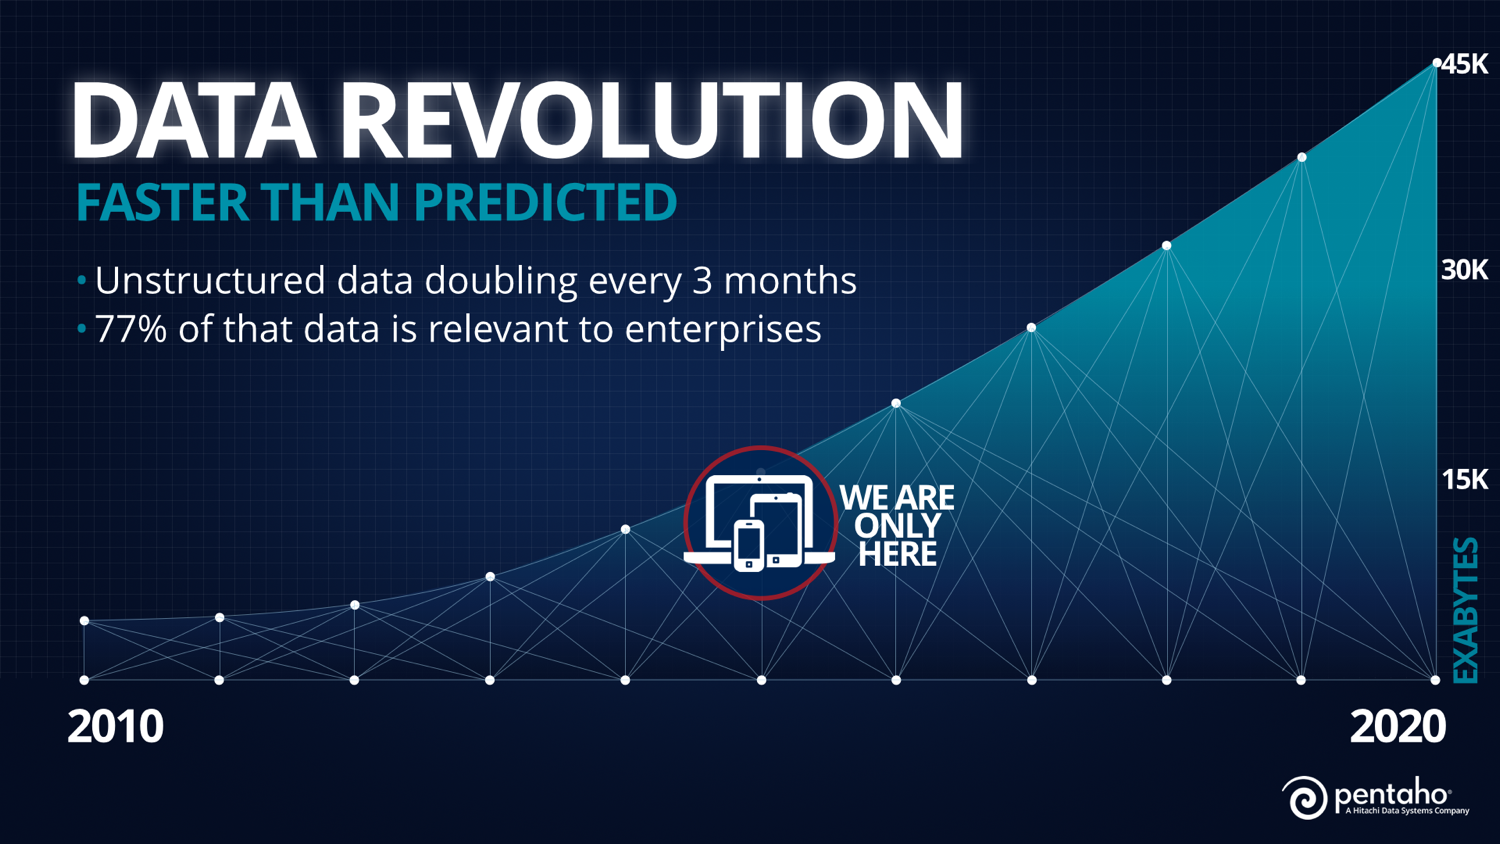 DATA REVOLUTION
FASTER THAN PREDICTED
• Unstructured data doubling every 3 months
• 77% of that data is relevant to enterprises
45K
30K
15K
EXABYTES
WE ARE
ONLY
HERE
2010
2020
pentaho®
A Hitachi Data Systems Company